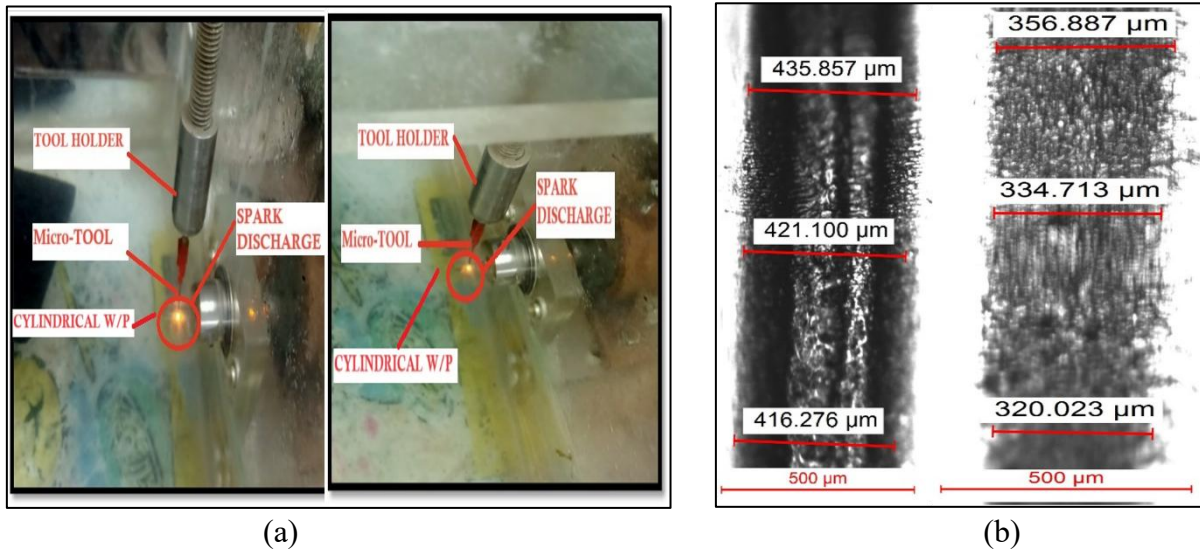 TOOL HOLDER
Micro-TOOL
SPARK
DISCHARGE
CYLINDRICAL W/P
TOOL HOLDER
SPARK
DISCHARGE
Micro-TOOL
CYLINDRICAL W/P
(a)
435.857 µm
421.100 µm
416.276 µm
500 µm
356.887 µm
334.713 µm
320.023 µm
500 µm
(b)